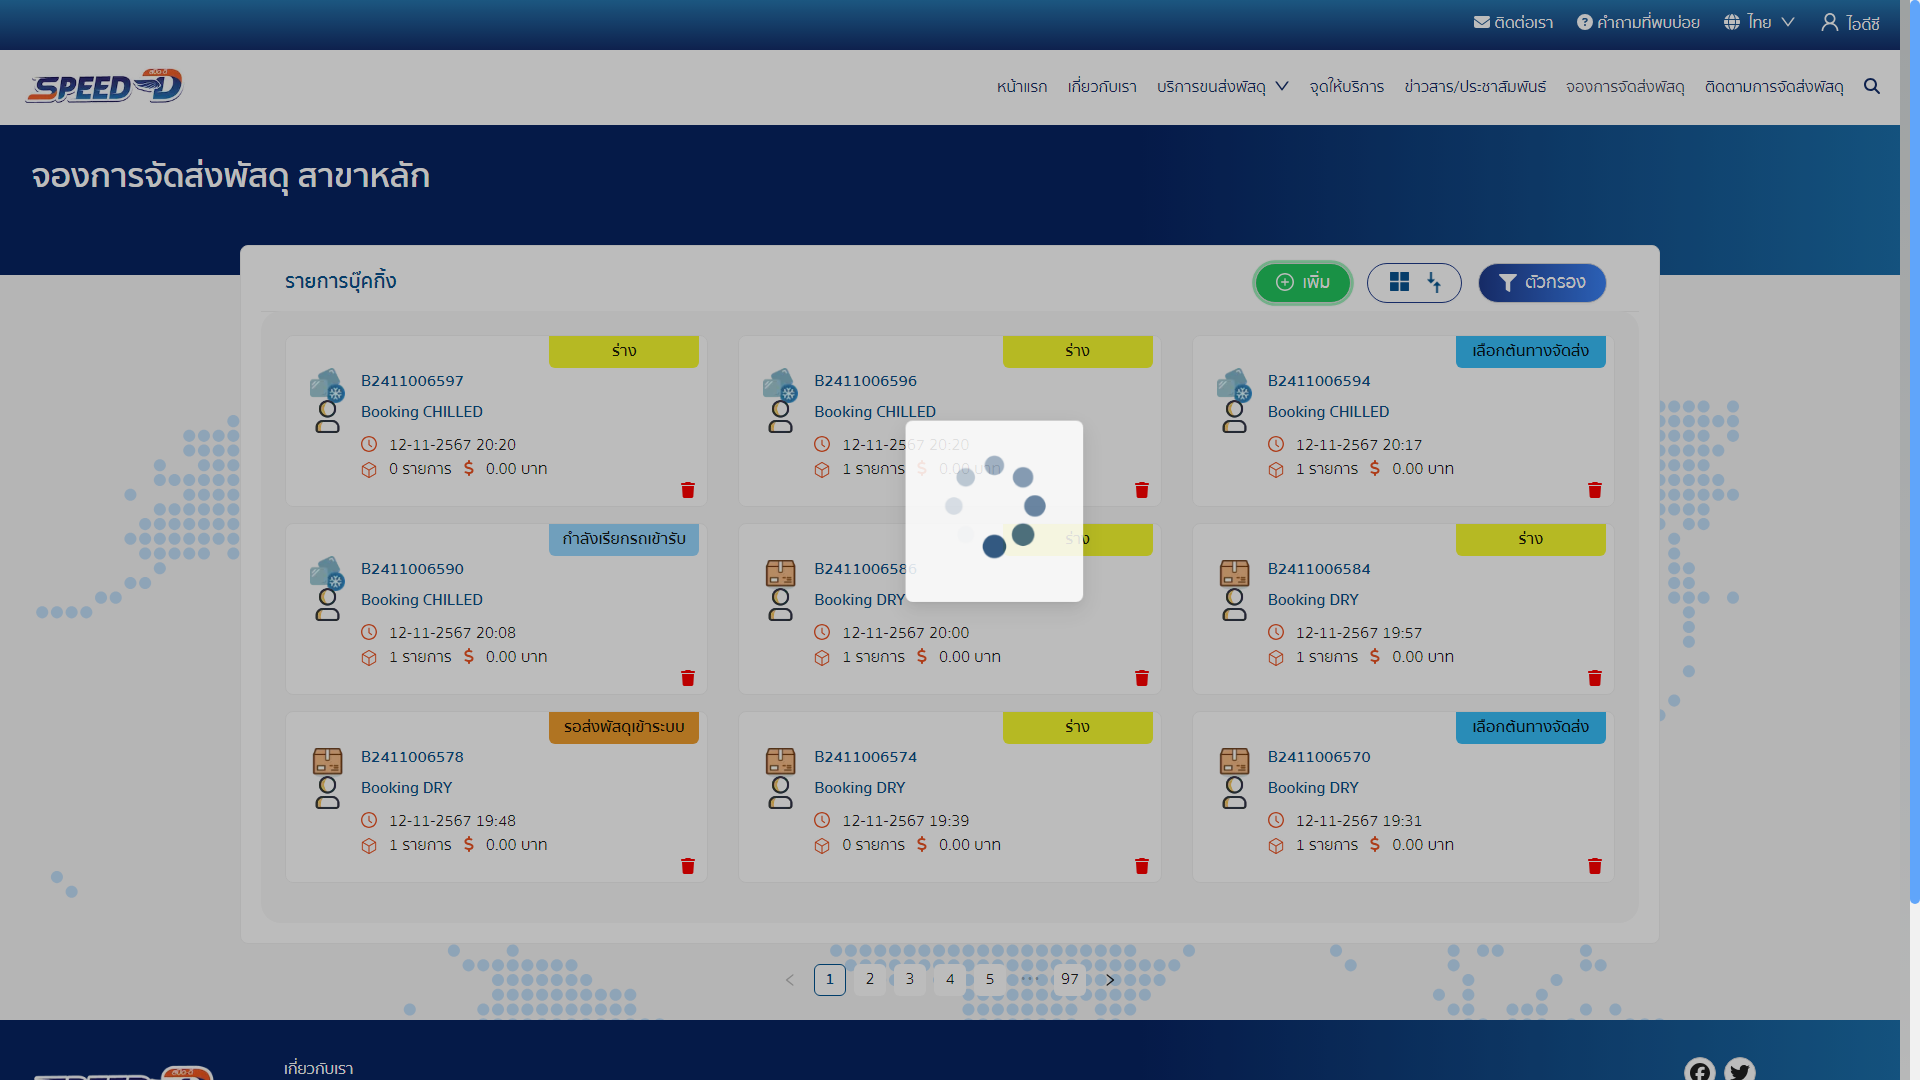 ติดต่อเรา คำถามที่พบบ่อย ไทย ไอดีซี
SPEED-D หน้าแรก เกี่ยวกับเรา บริการขนส่งพัสดุ จุดให้บริการ ข่าวสาร/ประชาสัมพันธ์ จองการจัดส่งพัสดุ ติดตามการจัดส่งพัสดุ
จองการจัดส่งพัสดุ สาขาหลัก
รายการบุ๊คกิ้ง เพิ่ม ตัวกรอง
ร่าง
B2411006597
Booking CHILLED
12-11-2567 20:20
0 รายการ $ 0.00 บาท
ร่าง
B2411006596
Booking CHILLED
12-11-2567 20:20
1 รายการ $ 0.00 บาท
เลือกต้นทางจัดส่ง
B2411006594
Booking CHILLED
12-11-2567 20:17
1 รายการ $ 0.00 บาท
กำลังเรียกรถเข้ารับ
B2411006590
Booking CHILLED
12-11-2567 20:08
1 รายการ $ 0.00 บาท
ร่าง
B2411006586
Booking DRY
12-11-2567 20:00
1 รายการ $ 0.00 บาท
ร่าง
B2411006584
Booking DRY
12-11-2567 19:57
1 รายการ $ 0.00 บาท
รอส่งพัสดุเข้าระบบ
B2411006578
Booking DRY
12-11-2567 19:48
1 รายการ $ 0.00 บาท
ร่าง
B2411006574
Booking DRY
12-11-2567 19:39
0 รายการ $ 0.00 บาท
เลือกต้นทางจัดส่ง
B2411006570
Booking DRY
12-11-2567 19:31
1 รายการ $ 0.00 บาท
1 2 3 4 5 ••• 97
เกี่ยวกับเรา